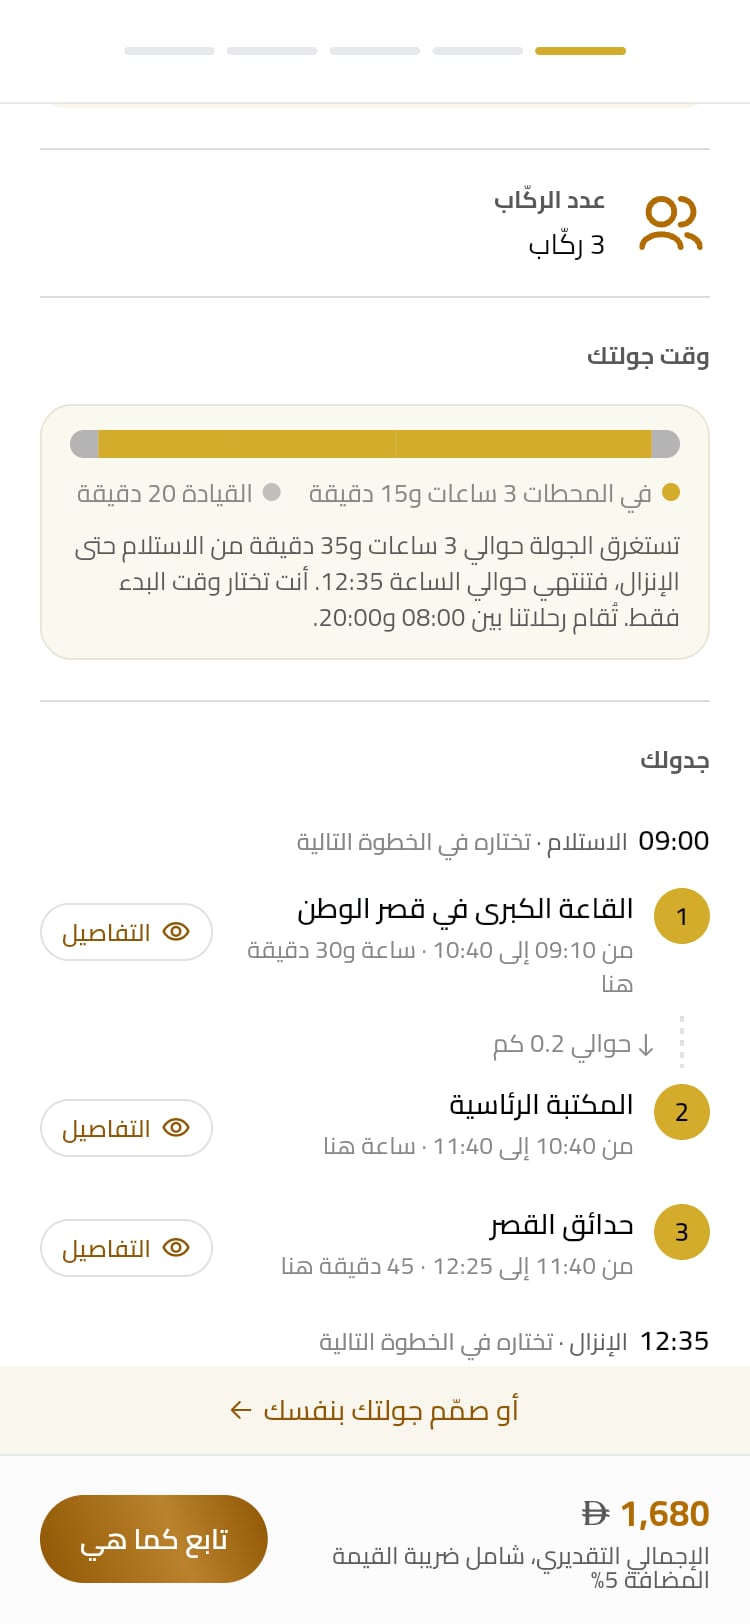 عدد الركّاب
3 ركّاب
وقت جولتك
في المحطات 3 ساعات و15 دقيقة
القيادة 20 دقيقة
تستغرق الجولة حوالي 3 ساعات و35 دقيقة من الاستلام حتى
الإنزال، فتنتهي حوالي الساعة 12:35. أنت تختار وقت البدء
فقط. تُقام رحلاتنا بين 08:00 و20:00.
جدولك
09:00 الاستلام · تختاره في الخطوة التالية
1
القاعة الكبرى في قصر الوطن
من 09:10 إلى 10:40 · ساعة و30 دقيقة
هنا
التفاصيل
↓ حوالي 0.2 كم
2
المكتبة الرئاسية
من 10:40 إلى 11:40 · ساعة هنا
التفاصيل
3
حدائق القصر
من 11:40 إلى 12:25 · 45 دقيقة هنا
التفاصيل
12:35 الإنزال · تختاره في الخطوة التالية
أو صمّم جولتك بنفسك ←
1,680 
الإجمالي التقديري، شامل ضريبة القيمة
المضافة 5%
تابع كما هي